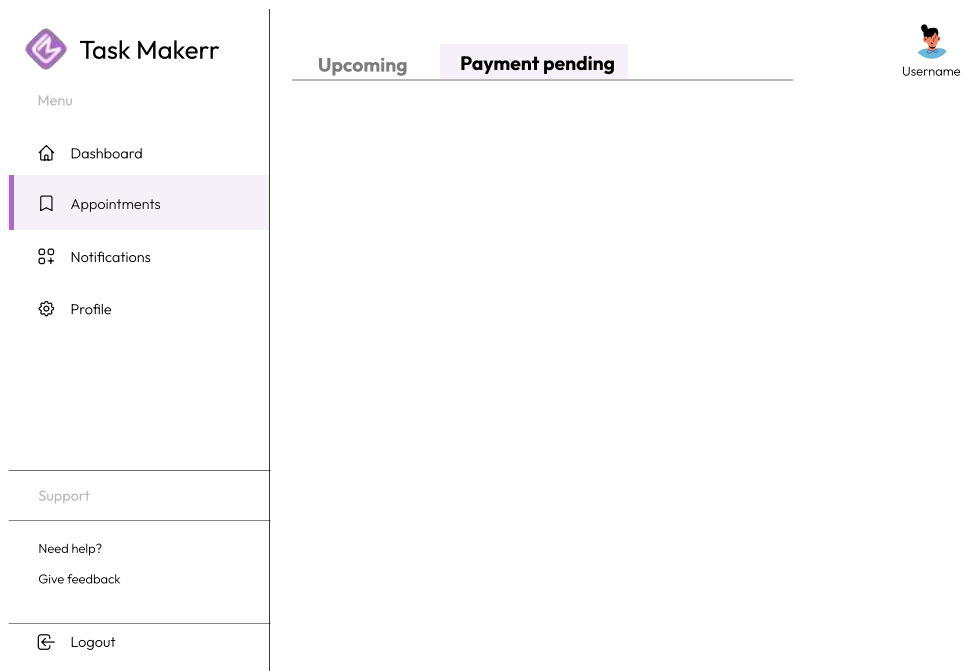 Task Makerr
Menu
Dashboard
Appointments
Notifications
Profile
Support
Need help?
Give feedback
Logout
Upcoming
Payment pending
Username